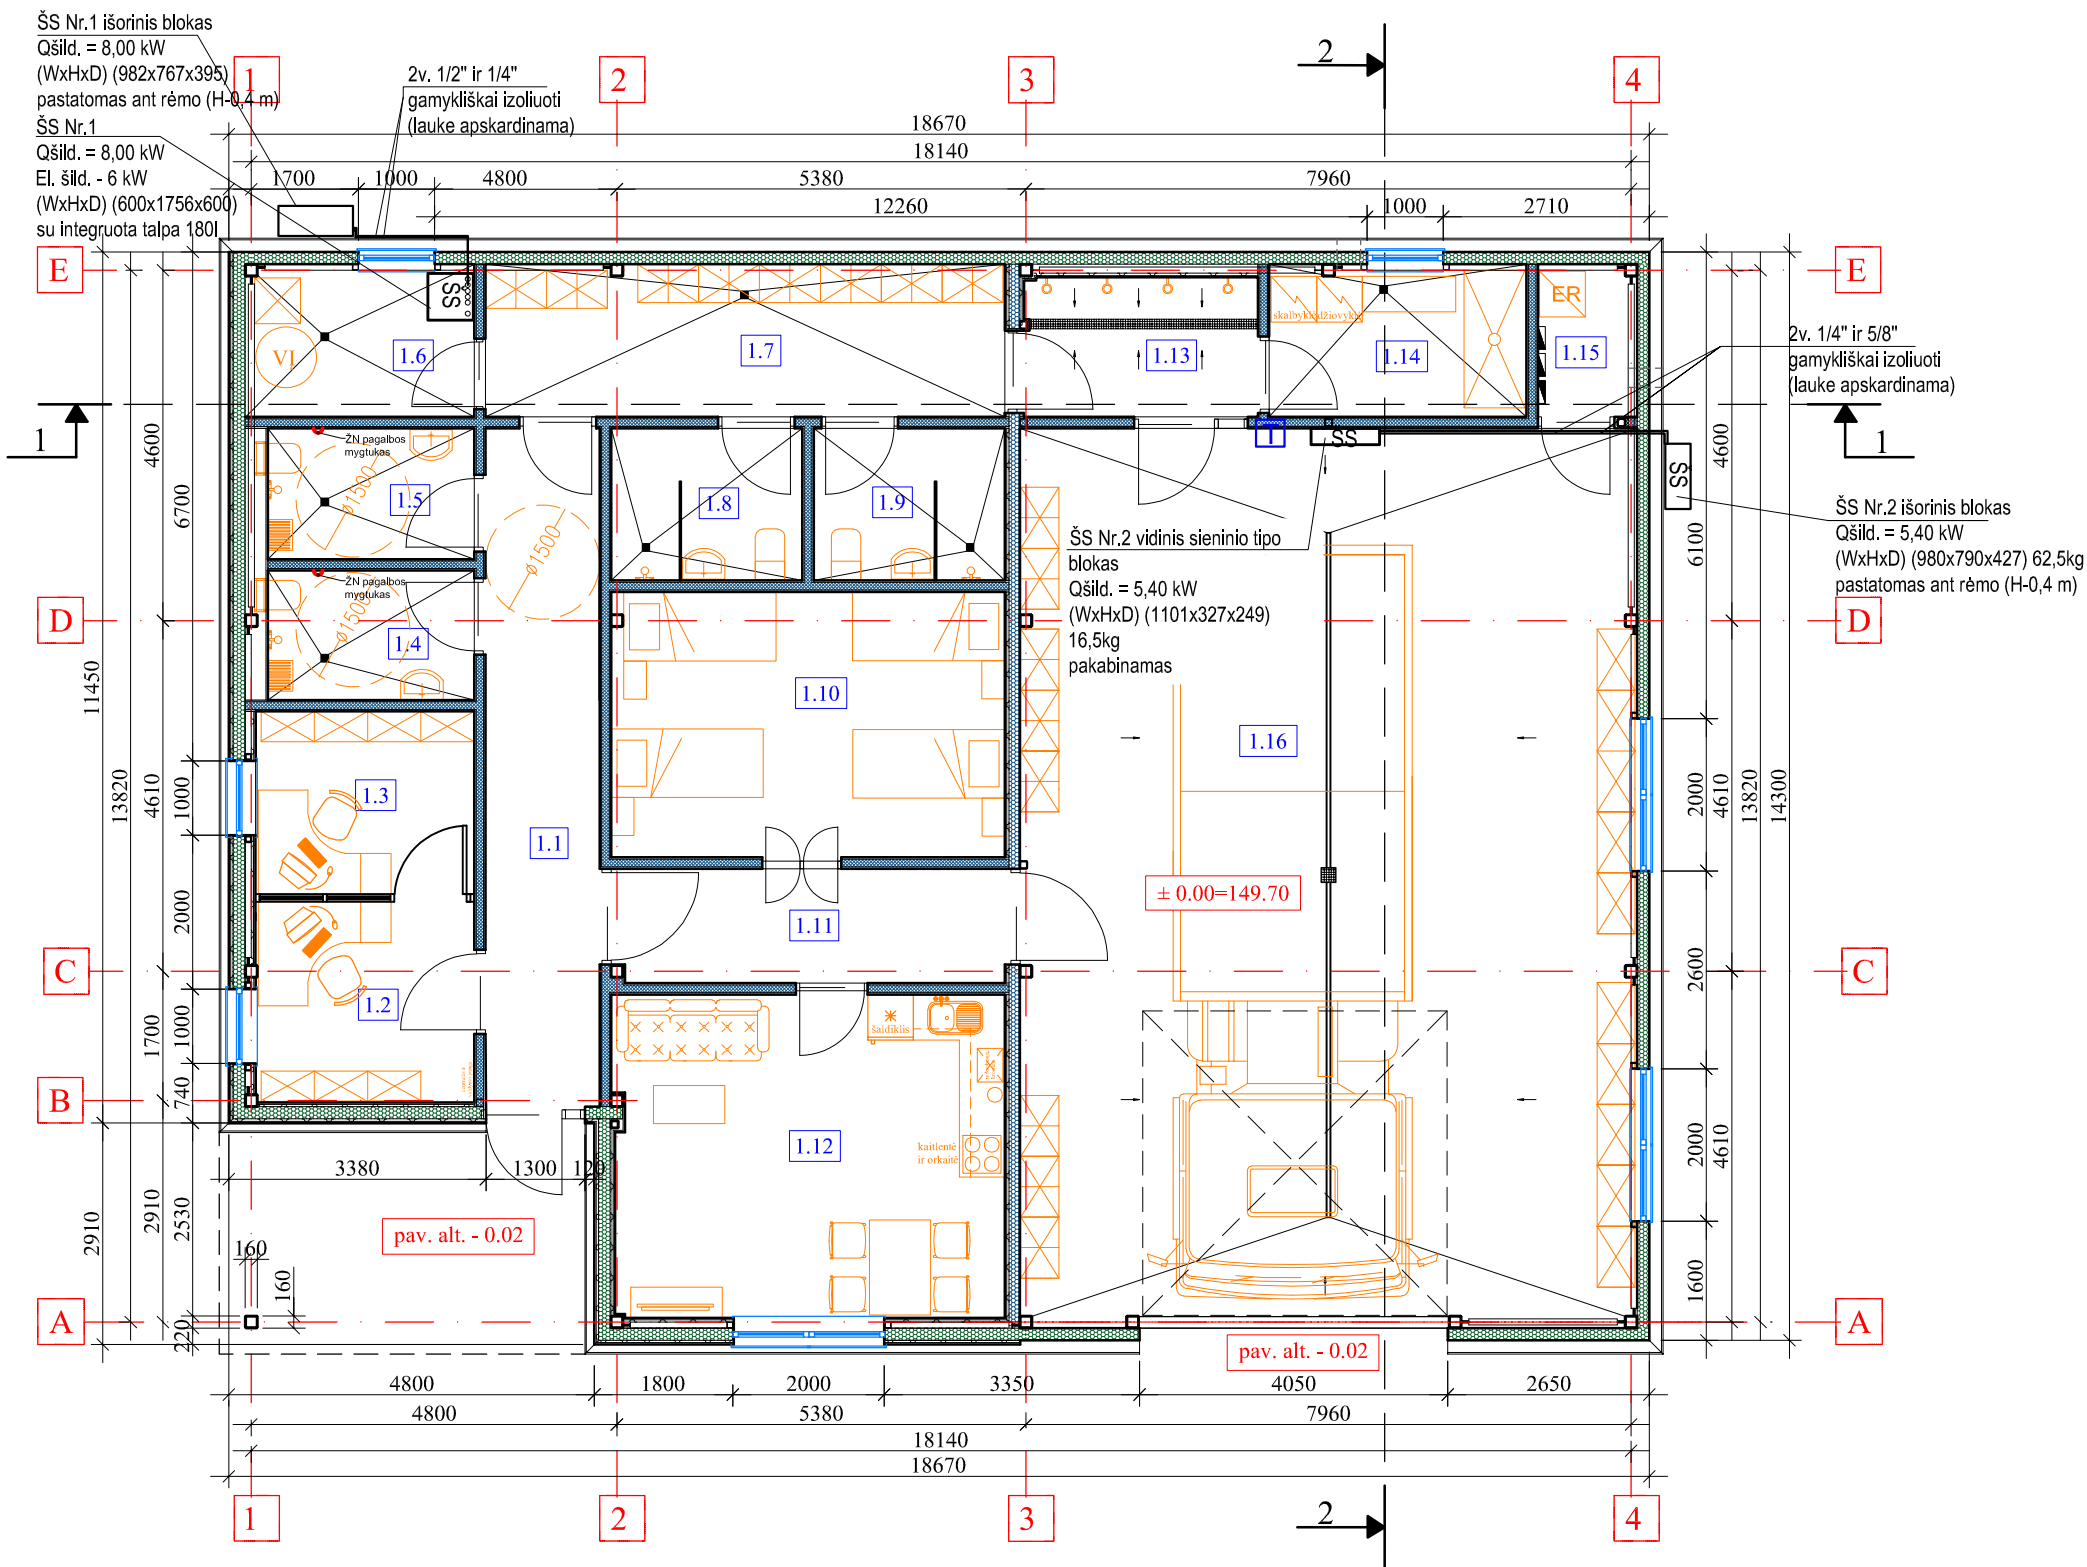 ŠS Nr.1 išorinis blokas
Qšild. = 8,00 kW
(WxHxD) (982x767x395)
pastatomas ant rėmo (H-0,4 m)
ŠS Nr.1
Qšild. = 8,00 kW
El. šild. - 6 kW
(WxHxD) (600x1756x600)
su integruota talpa 180l
2v. 1/2" ir 1/4"
gamykliškai izoliuoti
(lauke apskardinama)
1
2
3
4
2
18670
18140
1700
1000
4800
5380
7960
12260
1000
2710
E
E
ŠS
VI
1.6
1.7
1.13
skalbyklė
džiovyklė
1.14
ER
1.15
2v. 1/4" ir 5/8"
gamykliškai izoliuoti
(lauke apskardinama)
1
1
4600
6700
ŽN pagalbos
mygtukas
ø1500
1.5
ŽN pagalbos
mygtukas
ø1500
1.4
ø1500
1.8
1.9
T
ŠS
ŠS
4600
6100
ŠS Nr.2 vidinis sieninio tipo
blokas
Qšild. = 5,40 kW
(WxHxD) (1101x327x249)
16,5kg
pakabinamas
ŠS Nr.2 išorinis blokas
Qšild. = 5,40 kW
(WxHxD) (980x790x427) 62,5kg
pastatomas ant rėmo (H-0,4 m)
D
D
11450
13820
4610
1000
2000
1.3
1.1
1.10
1.16
± 0.00=149.70
1.11
2000
4610
13820
14300
2600
C
C
1.2
1700
1000
740
šaldiklis
B
1.12
kaitlentė
ir orkaitė
2000
4610
1600
3380
1300
120
2910
2910
2530
220
160
160
pav. alt. - 0.02
A
A
pav. alt. - 0.02
4800
1800
2000
3350
4050
2650
4800
5380
7960
18140
18670
1
2
3
4
2